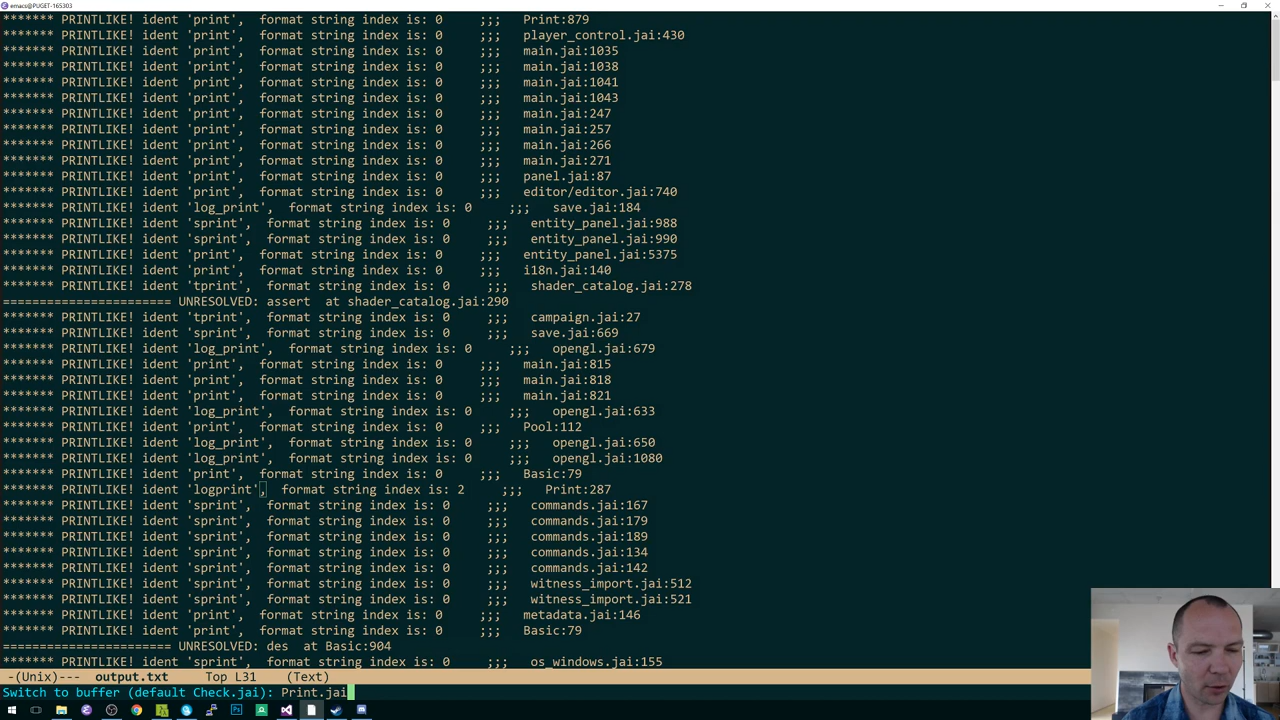 emacs@PUGET-165303
******* PRINTLIKE! ident 'print', format string index is: 0 ;;; Print:879
******* PRINTLIKE! ident 'print', format string index is: 0 ;;; player_control.jai:430
******* PRINTLIKE! ident 'print', format string index is: 0 ;;; main.jai:1035
******* PRINTLIKE! ident 'print', format string index is: 0 ;;; main.jai:1038
******* PRINTLIKE! ident 'print', format string index is: 0 ;;; main.jai:1041
******* PRINTLIKE! ident 'print', format string index is: 0 ;;; main.jai:1043
******* PRINTLIKE! ident 'print', format string index is: 0 ;;; main.jai:247
******* PRINTLIKE! ident 'print', format string index is: 0 ;;; main.jai:257
******* PRINTLIKE! ident 'print', format string index is: 0 ;;; main.jai:266
******* PRINTLIKE! ident 'print', format string index is: 0 ;;; main.jai:271
******* PRINTLIKE! ident 'print', format string index is: 0 ;;; panel.jai:87
******* PRINTLIKE! ident 'print', format string index is: 0 ;;; editor/editor.jai:740
******* PRINTLIKE! ident 'log_print', format string index is: 0 ;;; save.jai:184
******* PRINTLIKE! ident 'sprint', format string index is: 0 ;;; entity_panel.jai:988
******* PRINTLIKE! ident 'sprint', format string index is: 0 ;;; entity_panel.jai:990
******* PRINTLIKE! ident 'print', format string index is: 0 ;;; entity_panel.jai:5375
******* PRINTLIKE! ident 'print', format string index is: 0 ;;; i18n.jai:140
******* PRINTLIKE! ident 'tprint', format string index is: 0 ;;; shader_catalog.jai:278
======================= UNRESOLVED: assert at shader_catalog.jai:290
******* PRINTLIKE! ident 'tprint', format string index is: 0 ;;; campaign.jai:27
******* PRINTLIKE! ident 'sprint', format string index is: 0 ;;; save.jai:669
******* PRINTLIKE! ident 'log_print', format string index is: 0 ;;; opengl.jai:679
******* PRINTLIKE! ident 'print', format string index is: 0 ;;; main.jai:815
******* PRINTLIKE! ident 'print', format string index is: 0 ;;; main.jai:818
******* PRINTLIKE! ident 'print', format string index is: 0 ;;; main.jai:821
******* PRINTLIKE! ident 'log_print', format string index is: 0 ;;; opengl.jai:633
******* PRINTLIKE! ident 'print', format string index is: 0 ;;; Pool:112
******* PRINTLIKE! ident 'log_print', format string index is: 0 ;;; opengl.jai:650
******* PRINTLIKE! ident 'log_print', format string index is: 0 ;;; opengl.jai:1080
******* PRINTLIKE! ident 'print', format string index is: 0 ;;; Basic:79
******* PRINTLIKE! ident 'logprint', format string index is: 2 ;;; Print:287
******* PRINTLIKE! ident 'sprint', format string index is: 0 ;;; commands.jai:167
******* PRINTLIKE! ident 'sprint', format string index is: 0 ;;; commands.jai:179
******* PRINTLIKE! ident 'sprint', format string index is: 0 ;;; commands.jai:189
******* PRINTLIKE! ident 'sprint', format string index is: 0 ;;; commands.jai:134
******* PRINTLIKE! ident 'sprint', format string index is: 0 ;;; commands.jai:142
******* PRINTLIKE! ident 'sprint', format string index is: 0 ;;; witness_import.jai:512
******* PRINTLIKE! ident 'sprint', format string index is: 0 ;;; witness_import.jai:521
******* PRINTLIKE! ident 'print', format string index is: 0 ;;; metadata.jai:146
******* PRINTLIKE! ident 'print', format string index is: 0 ;;; Basic:79
======================= UNRESOLVED: des at Basic:904
******* PRINTLIKE! ident 'sprint', format string index is: 0 ;;; os_windows.jai:155
-(Unix)--- output.txt Top L31 (Text)
Switch to buffer (default Check.jai): Print.jai